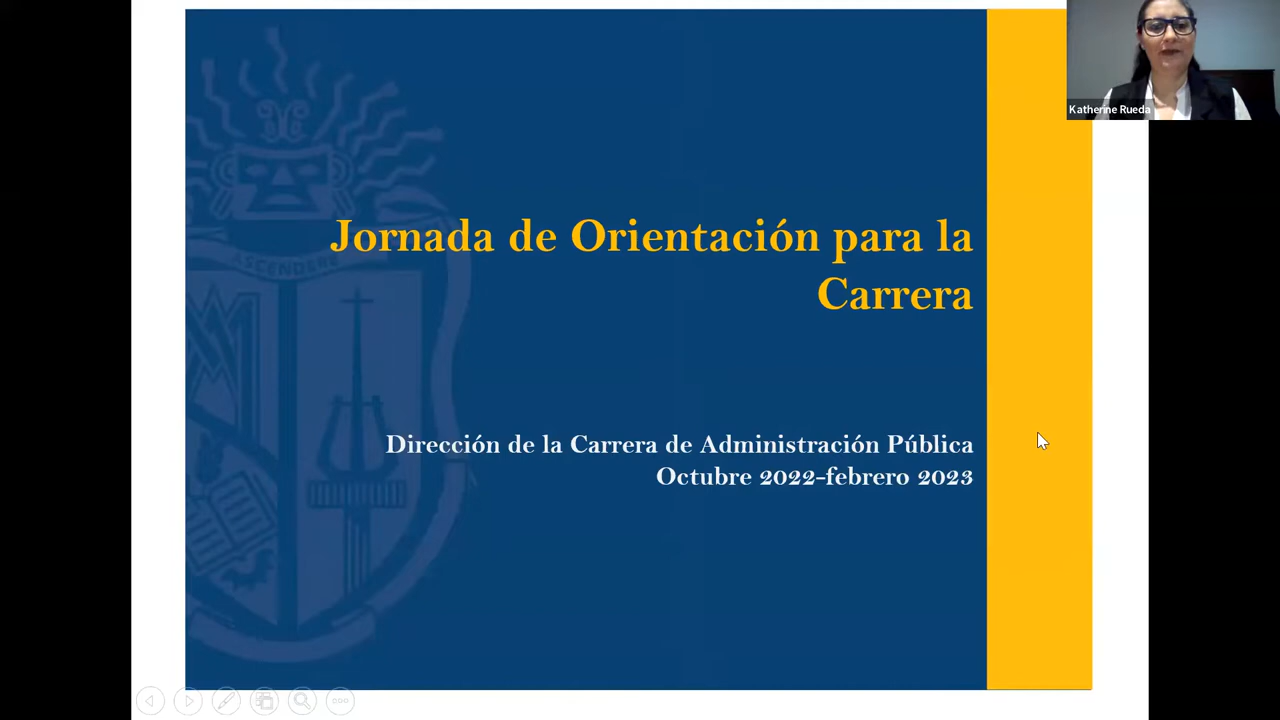 Katherine Rueda
ASCENDERE
Jornada de Orientación para la
Carrera
Dirección de la Carrera de Administración Pública
Octubre 2022-febrero 2023